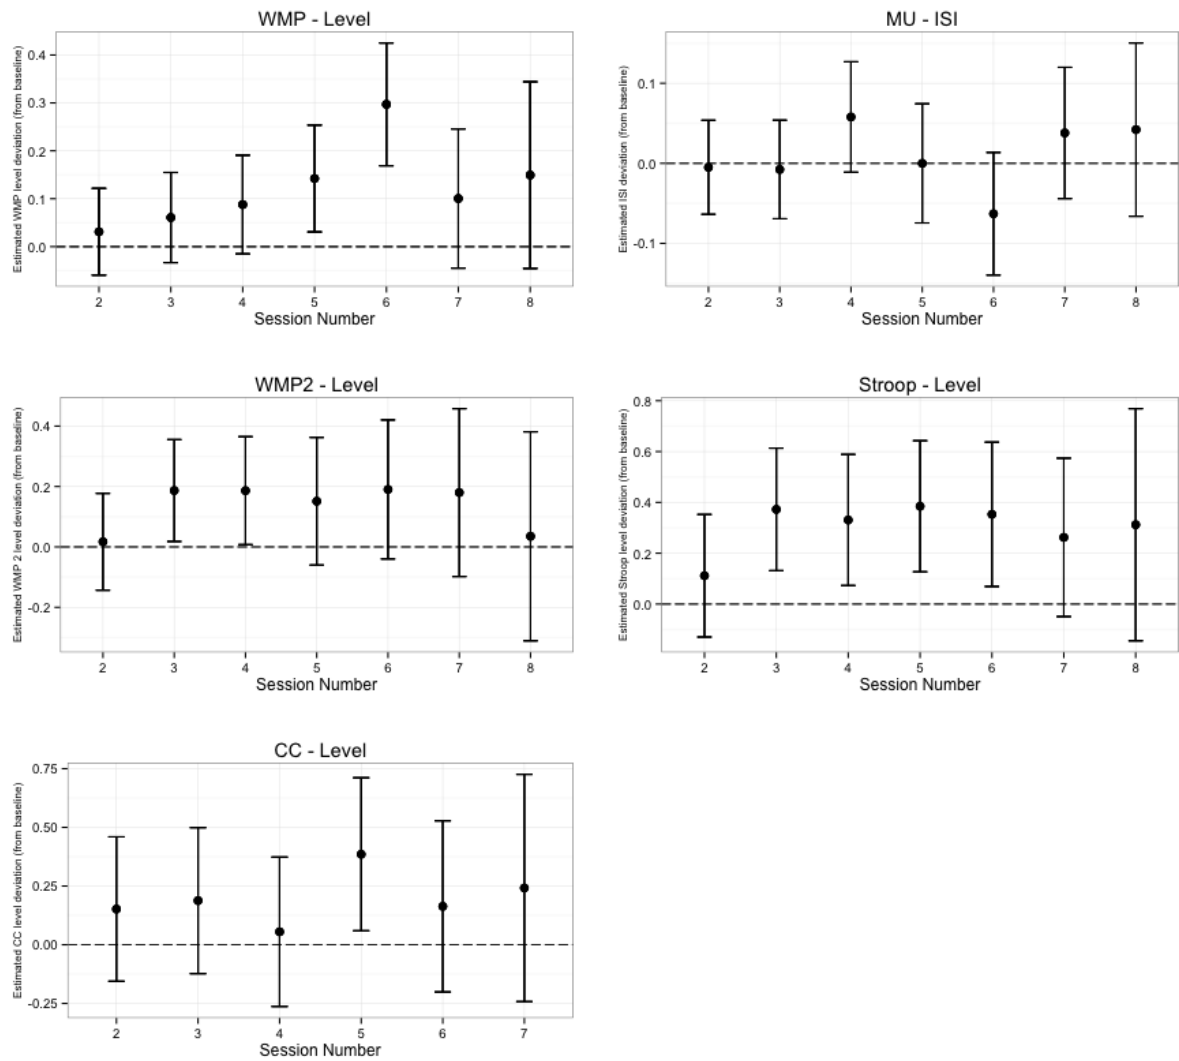 WMP - Level
Estimated WMP level deviation (from baseline)
0.4
0.3
0.2
0.1
0.0
2 3 4 5 6 7 8
Session Number
MU - ISI
Estimated ISI deviation (from baseline)
0.1
0.0
-0.1
2 3 4 5 6 7 8
Session Number
WMP2 - Level
Estimated WMP 2 level deviation (from baseline)
0.4
0.2
0.0
-0.2
2 3 4 5 6 7 8
Session Number
Stroop - Level
Estimated Stroop level deviation (from baseline)
0.8
0.6
0.4
0.2
0.0
2 3 4 5 6 7 8
Session Number
CC - Level
Estimated CC level deviation (from baseline)
0.75
0.50
0.25
0.00
-0.25
2 3 4 5 6 7
Session Number